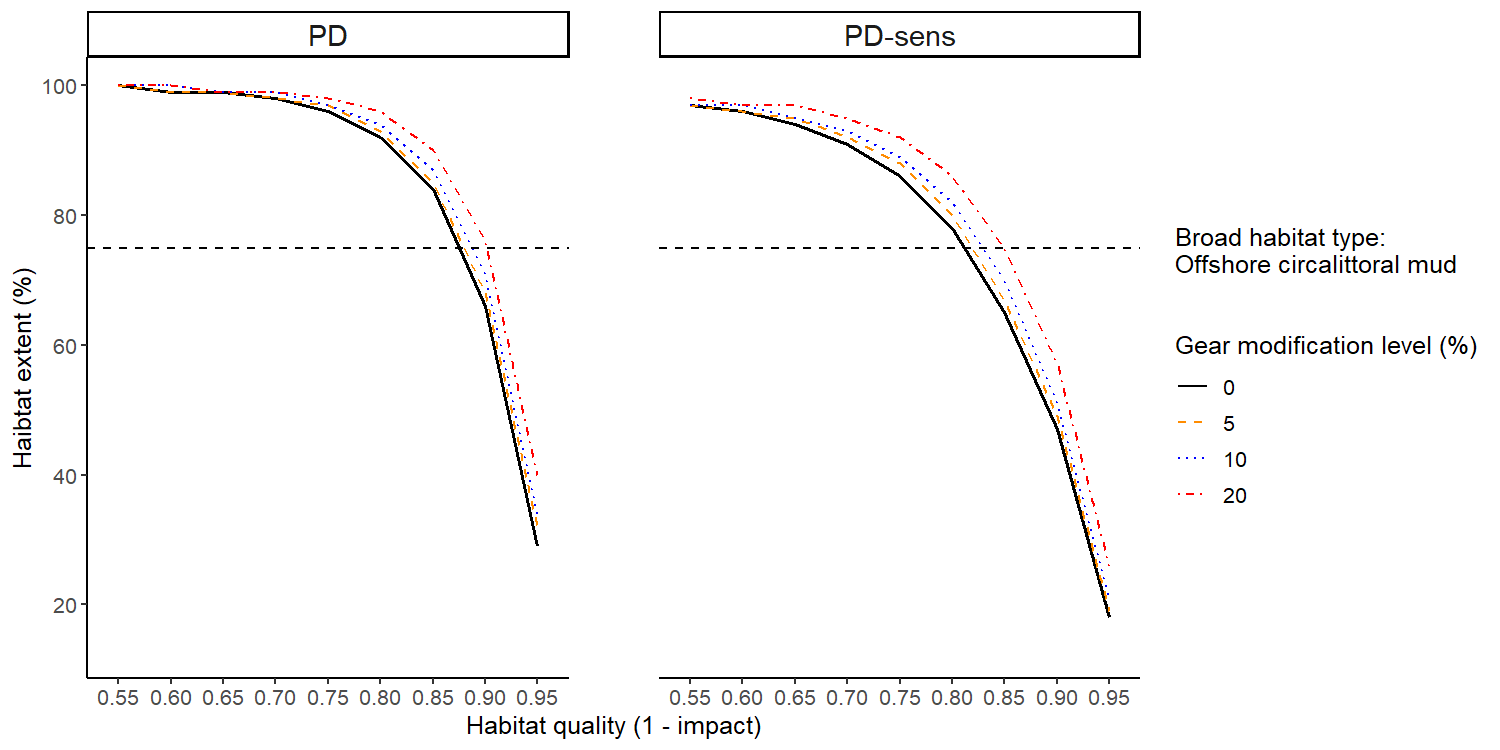 PD
PD-sens
Haibtat extent (%)
100
80
60
40
20
0.55 0.60 0.65 0.70 0.75 0.80 0.85 0.90 0.95
0.55 0.60 0.65 0.70 0.75 0.80 0.85 0.90 0.95
Habitat quality (1 - impact)
Broad habitat type:
Offshore circalittoral mud
Gear modification level (%)
0
5
10
20